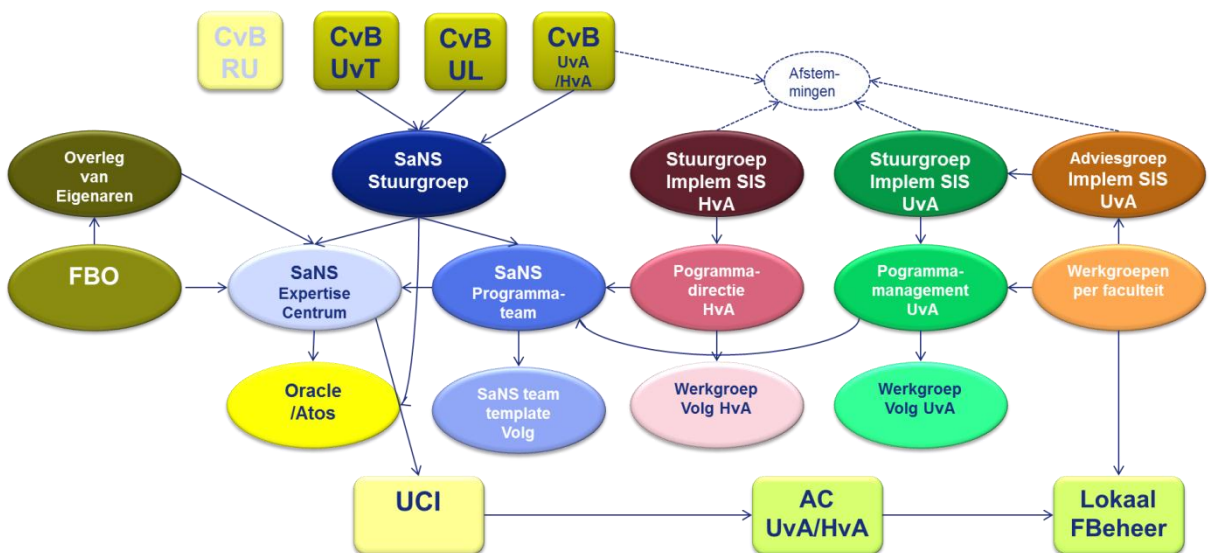 CvB
RU
CvB
UvT
CvB
UL
CvB
UvA
/HvA
Afstem-
mingen
Overleg
van
Eigenaren
SaNS
Stuurgroep
Stuurgroep
Implem SIS
HvA
Stuurgroep
Implem SIS
UvA
Adviesgroep
Implem SIS
UvA
FBO
SaNS
Expertise
Centrum
SaNS
Programma-
team
Pogramma-
directie
HvA
Pogramma-
management
UvA
Werkgroepen
per faculteit
Oracle
/Atos
SaNS team
template
Volg
Werkgroep
Volg HvA
Werkgroep
Volg UvA
UCI
AC
UvA/HvA
Lokaal
FBeheer